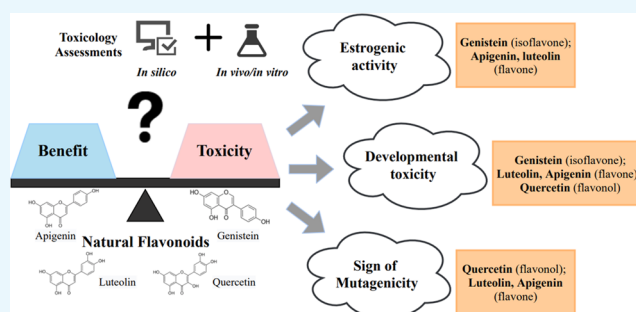 Toxicology
Assessments
In silico
In vivo/in vitro
?
Benefit
Toxicity
Apigenin
Genistein
Natural Flavonoids
Luteolin
Quercetin
Estrogenic
activity
Genistein (isoflavone);
Apigenin, luteolin
(flavone)
Developmental
toxicity
Genistein (isoflavone);
Luteolin, Apigenin (flavone)
Quercetin (flavonol)
Sign of
Mutagenicity
Quercetin (flavonol);
Luteolin, Apigenin
(flavone)